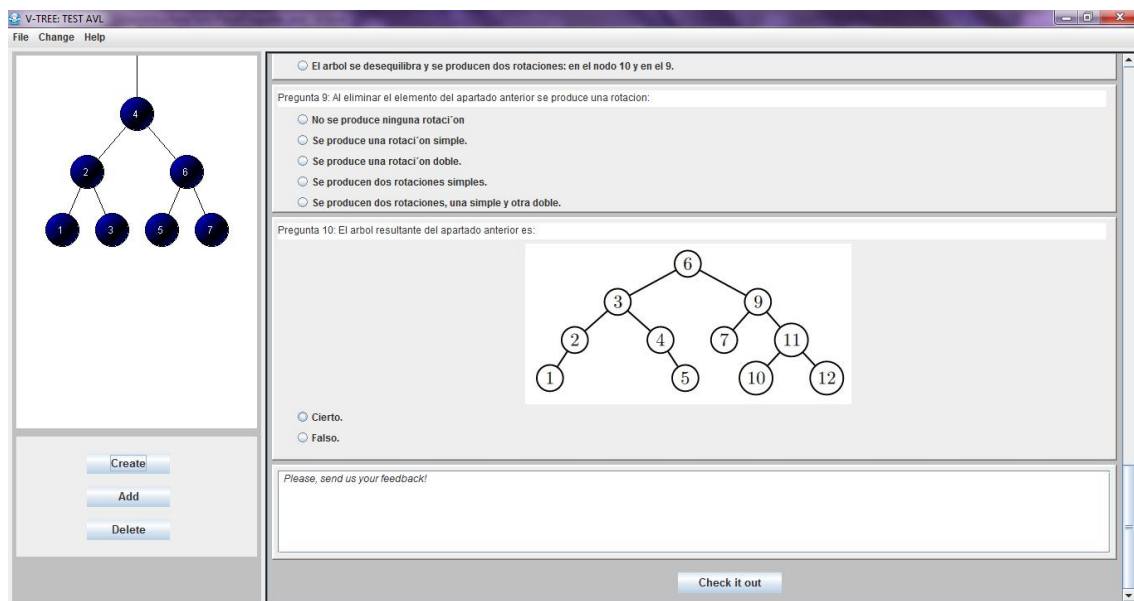 V-TREE: TEST AVL
File Change Help
4
2
6
1
3
5
7
Create
Add
Delete
El arbol se desequilibra y se producen dos rotaciones: en el nodo 10 y en el 9.
Pregunta 9: Al eliminar el elemento del apartado anterior se produce una rotacion:
No se produce ninguna rotaci´on
Se produce una rotaci´on simple.
Se produce una rotaci´on doble.
Se producen dos rotaciones simples.
Se producen dos rotaciones, una simple y otra doble.
Pregunta 10: El arbol resultante del apartado anterior es:
6
3
9
2
4
7
11
1
5
10
12
Cierto.
Falso.
Please, send us your feedback!
Check it out